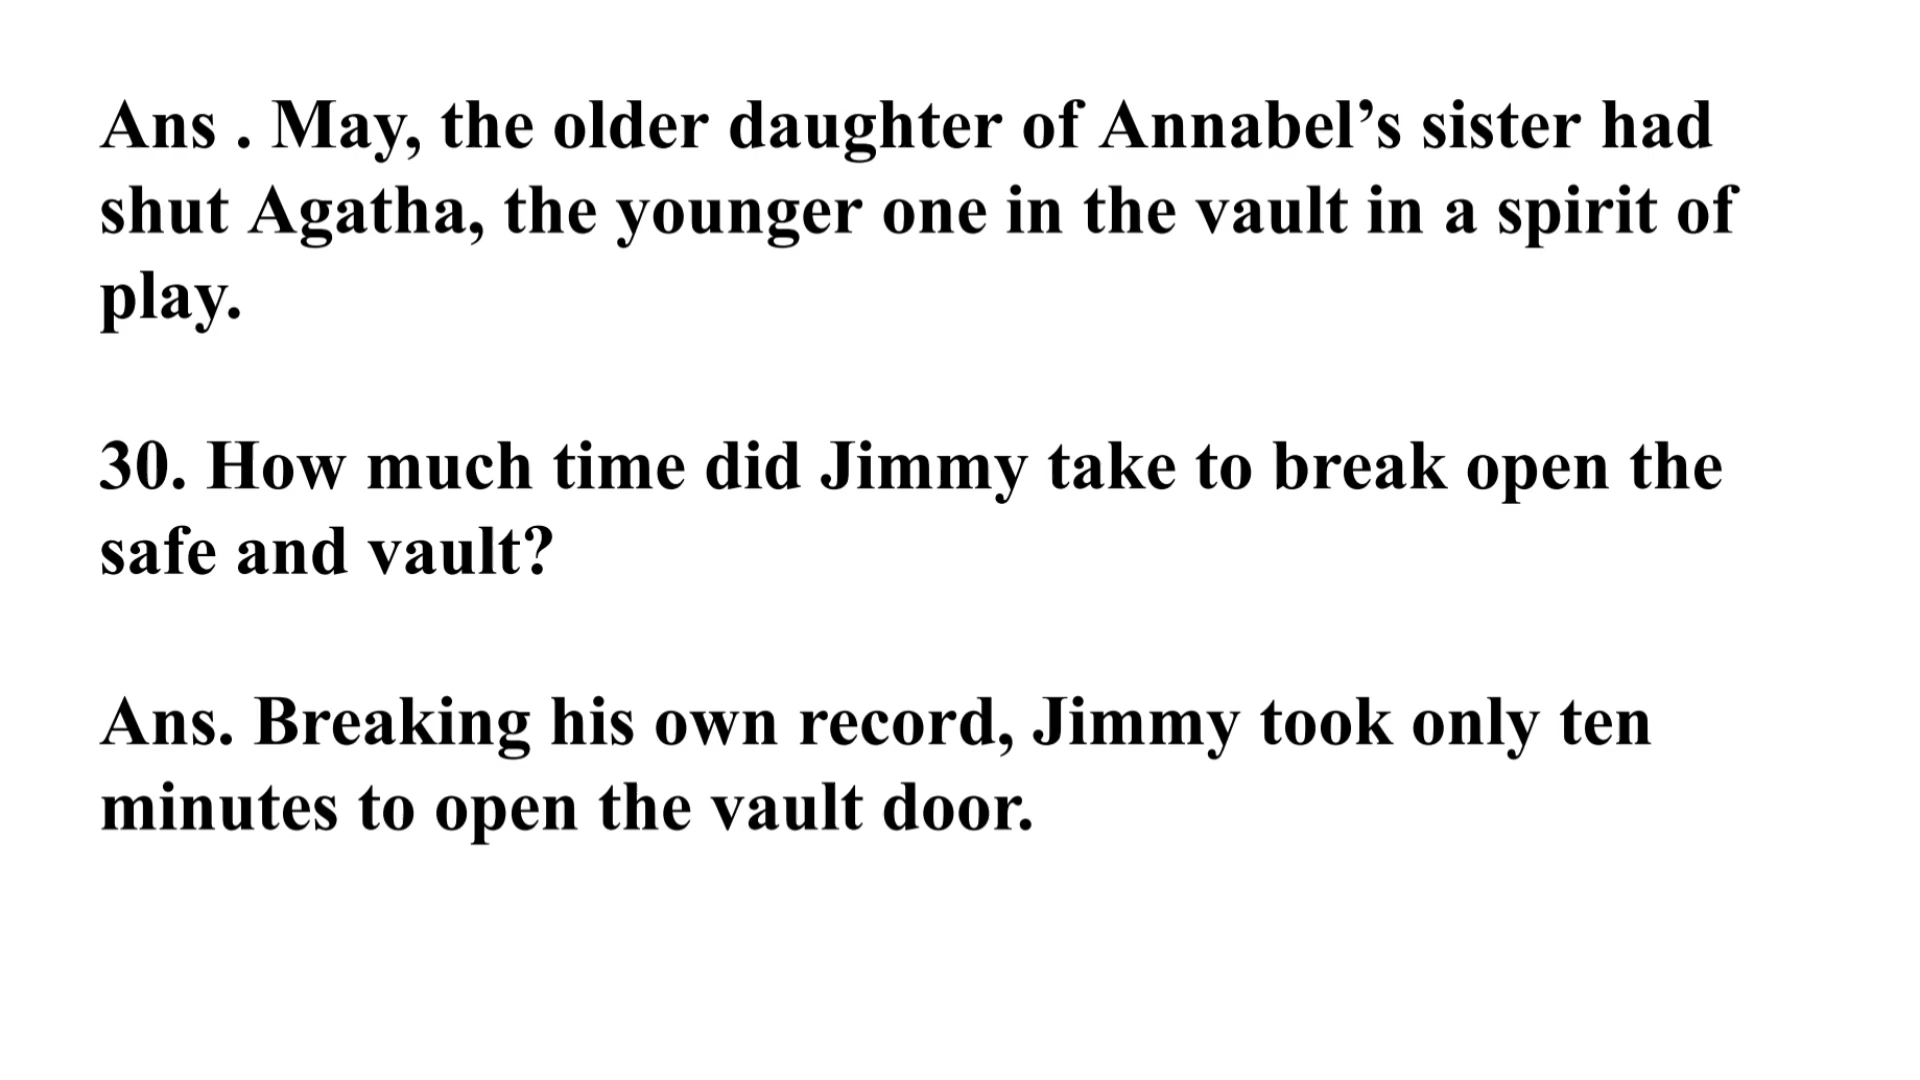 Ans . May, the older daughter of Annabel’s sister had
shut Agatha, the younger one in the vault in a spirit of
play.
30. How much time did Jimmy take to break open the
safe and vault?
Ans. Breaking his own record, Jimmy took only ten
minutes to open the vault door.